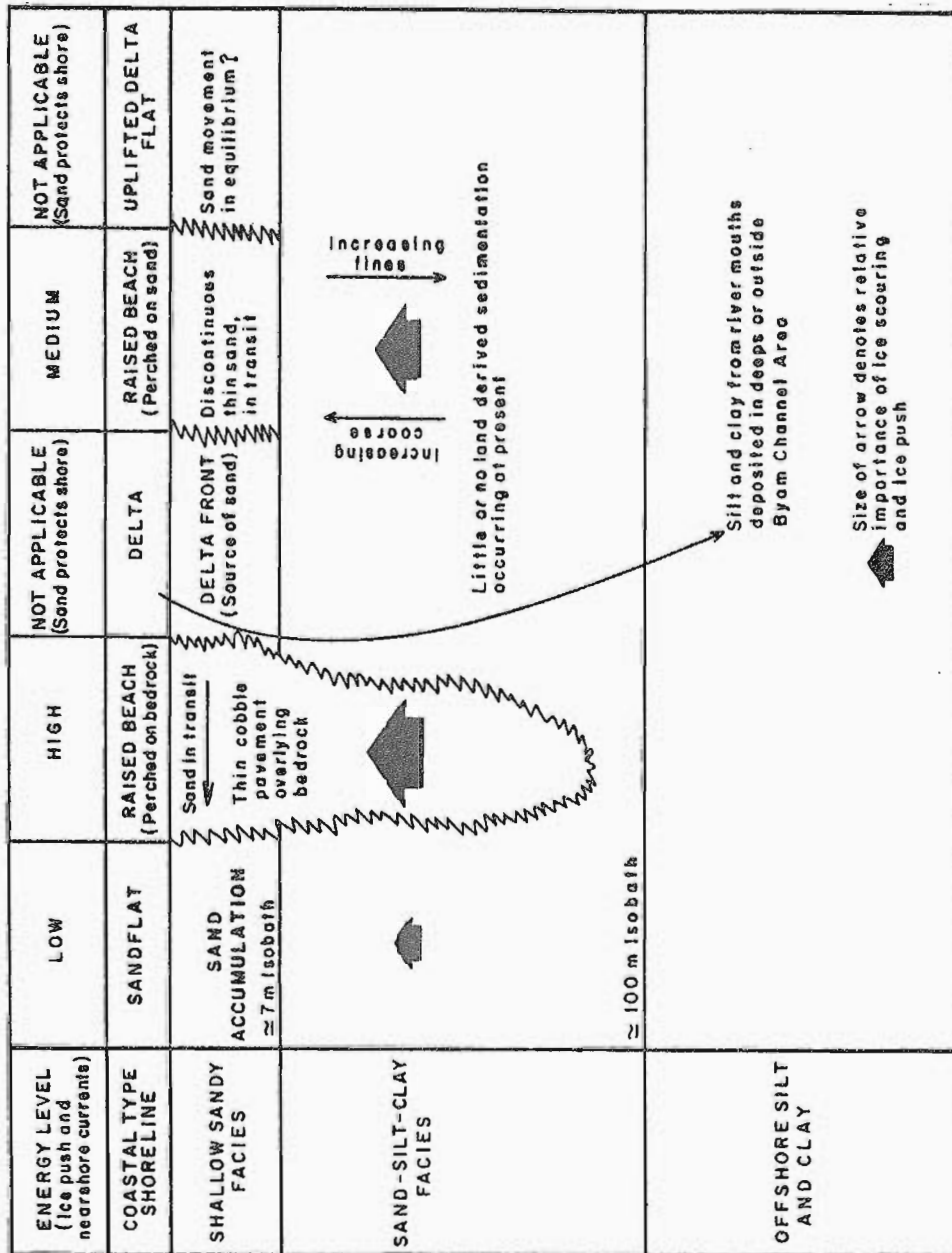 ENERGY LEVEL
(Ice push and
nearshore currents)
LOW
HIGH
NOT APPLICABLE
(Sand protects shore)
MEDIUM
NOT APPLICABLE
(Sand protects shore)
COASTAL TYPE
SHORELINE
SANDFLAT
RAISED BEACH
(Perched on bedrock)
DELTA
RAISED BEACH
(Perched on sand)
UPLIFTED DELTA
FLAT
SHALLOW SANDY
FACIES
SAND
ACCUMULATION
≃7m isobath
Sand in transit
Thin cobble
pavement
overlying
bedrock
DELTA FRONT
(Source of sand)
Discontinuous
thin sand,
in transit
Sand movement
in equilibrium?
SAND-SILT-CLAY
FACIES
Increasing
coarse
Increasing
fines
Little or no land derived sedimentation
occurring at present
≃100m isobath
OFFSHORE SILT
AND CLAY
Silt and clay from river mouths
deposited in deeps or outside
Byam Channel Area
Size of arrow denotes relative
importance of ice scouring
and ice push